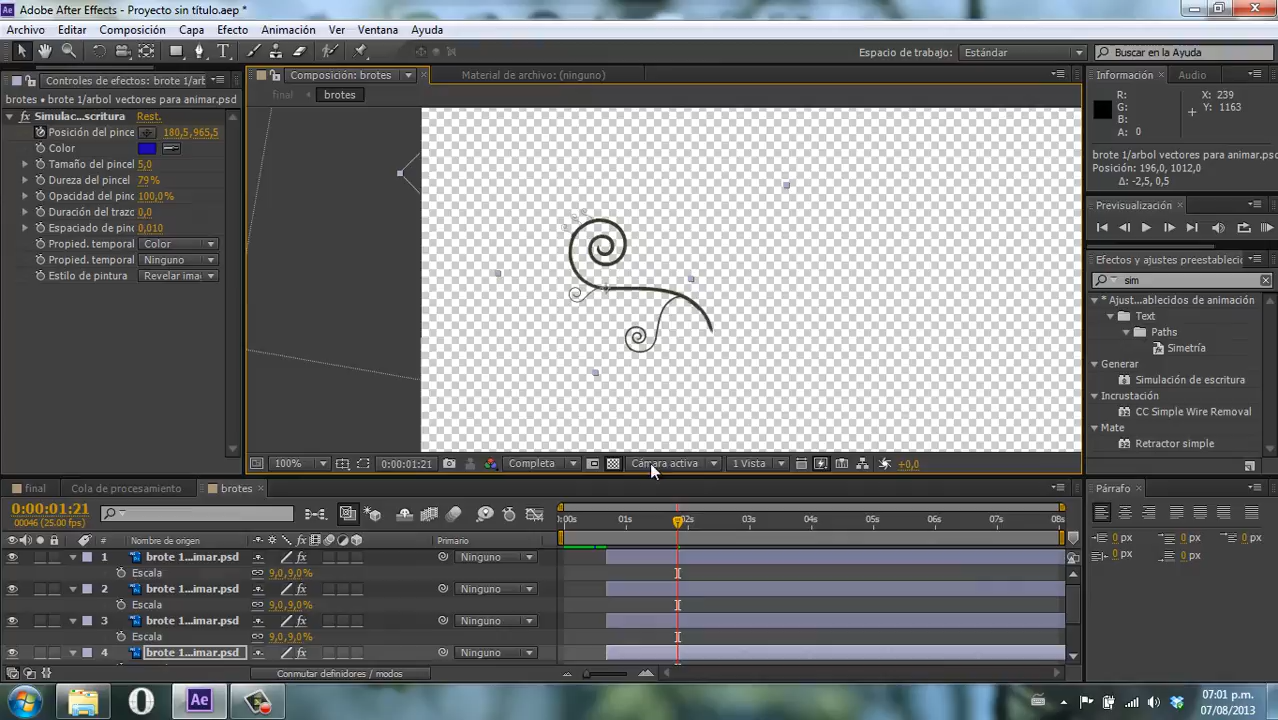 Adobe After Effects - Proyecto sin título.aep *
Archivo Editar Composición Capa Efecto Animación Ver Ventana Ayuda
Espacio de trabajo: Estándar Buscar en la Ayuda
Controles de efectos: brote 1/art
brotes • brote 1/arbol vectores para animar.psd
fx Simulac...scritura Rest.
Posición del pince 180,5,965,5
Color
Tamaño del pincel 5,0
Dureza del pincel 79%
Opacidad del pinc 100,0%
Duración del trazo 0,0
Espaciado de pinc 0,010
Propied. temporal Color
Propied. temporal Ninguno
Estilo de pintura Revelar imag
Composición: brotes Material de archivo: (ninguno)
final brotes
100% 0:00:01:21 Completa Cámara activa 1 Vista +0,0
Información Audio
R: X: 239
G: Y: 1163
B:
A: 0
brote 1/arbol vectores para animar.psd
Posición: 196,0, 1012,0
Δ: -2,5, 0,5
Previsualización
Efectos y ajustes preestableci
sim
* Ajust...ablecidos de animación
Text
Paths
Simetría
Generar
Simulación de escritura
Incrustación
CC Simple Wire Removal
Mate
Retractor simple
Párrafo
0 px 0 px 0 px
0 px 0 px
final Cola de procesamiento brotes
0:00:01:21
00046 (25.00 fps)
:00s 01s 02s 03s 04s 05s 06s 07s 08s
# Nombre de origen fx Primario
1 brote 1...imar.psd fx Ninguno
Escala 9,0,9,0%
2 brote 1...imar.psd fx Ninguno
Escala 9,0,9,0%
3 brote 1...imar.psd fx Ninguno
Escala 9,0,9,0%
4 brote 1...imar.psd fx Ninguno
Conmutar definidores / modos
07:01 p.m.
07/08/2013